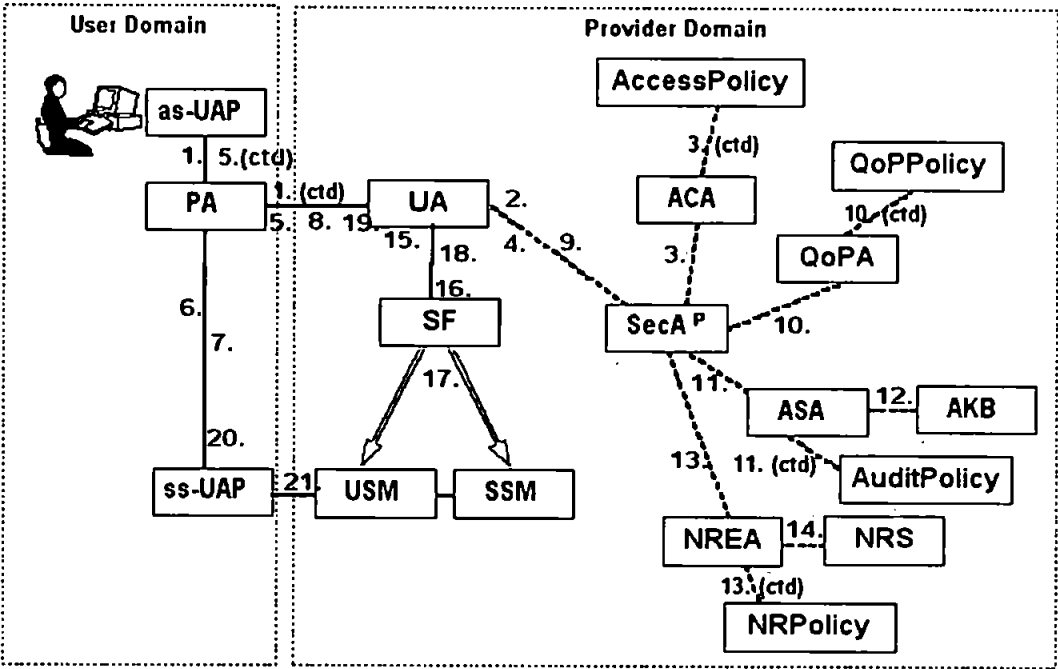 User Domain
Provider Domain
as-UAP
1. 5.(ctd)
PA
1. (ctd)
5. 8. 19.
UA
15.
18.
16.
2.
4.
9.
AccessPolicy
3. (ctd)
ACA
3.
QoPPolicy
10. (ctd)
QoPA
10.
SecA P
6.
7.
SF
17.
11.
ASA
12.
AKB
11. (ctd)
AuditPolicy
20.
ss-UAP
21.
USM
SSM
13.
NREA
14.
NRS
13. (ctd)
NRPolicy